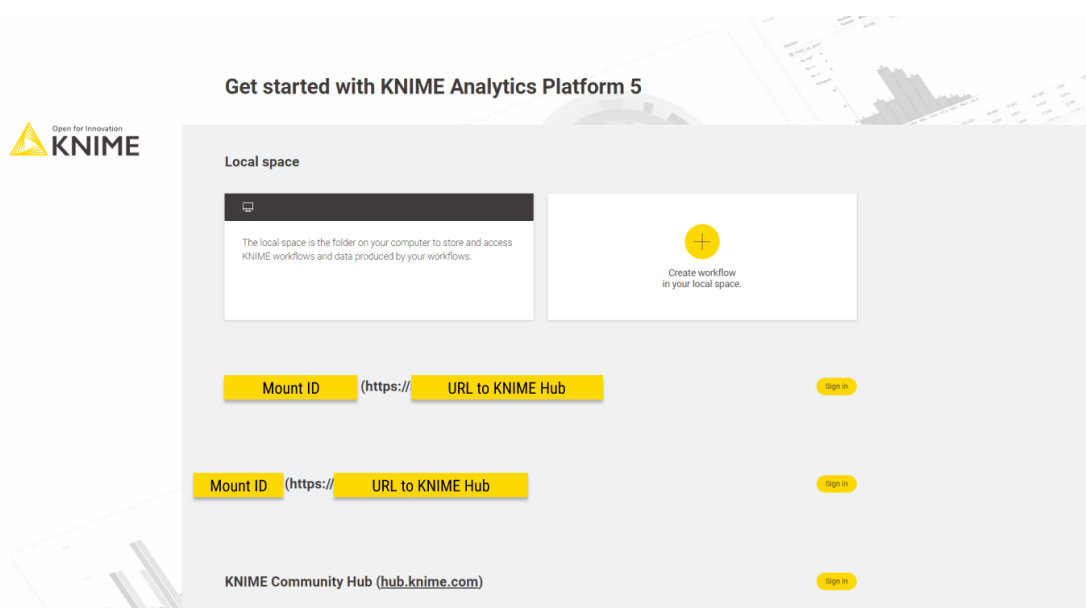 Get started with KNIME Analytics Platform 5
Open for Innovation
KNIME
Local space
The local space is the folder on your computer to store and access
KNIME workflows and data produced by your workflows.
Create workflow
in your local space.
Mount ID (https:// URL to KNIME Hub
Sign in
Mount ID (https:// URL to KNIME Hub
Sign in
KNIME Community Hub (hub.knime.com)
Sign in